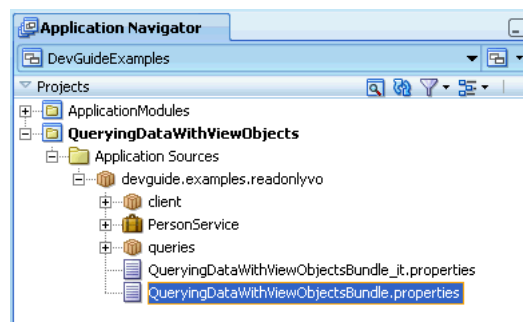 Application Navigator
DevGuideExamples
Projects
ApplicationModules
QueryingDataWithViewObjects
Application Sources
devguide.examples.readonlyvo
client
PersonService
queries
QueryingDataWithViewObjectsBundle_it.properties
QueryingDataWithViewObjectsBundle.properties